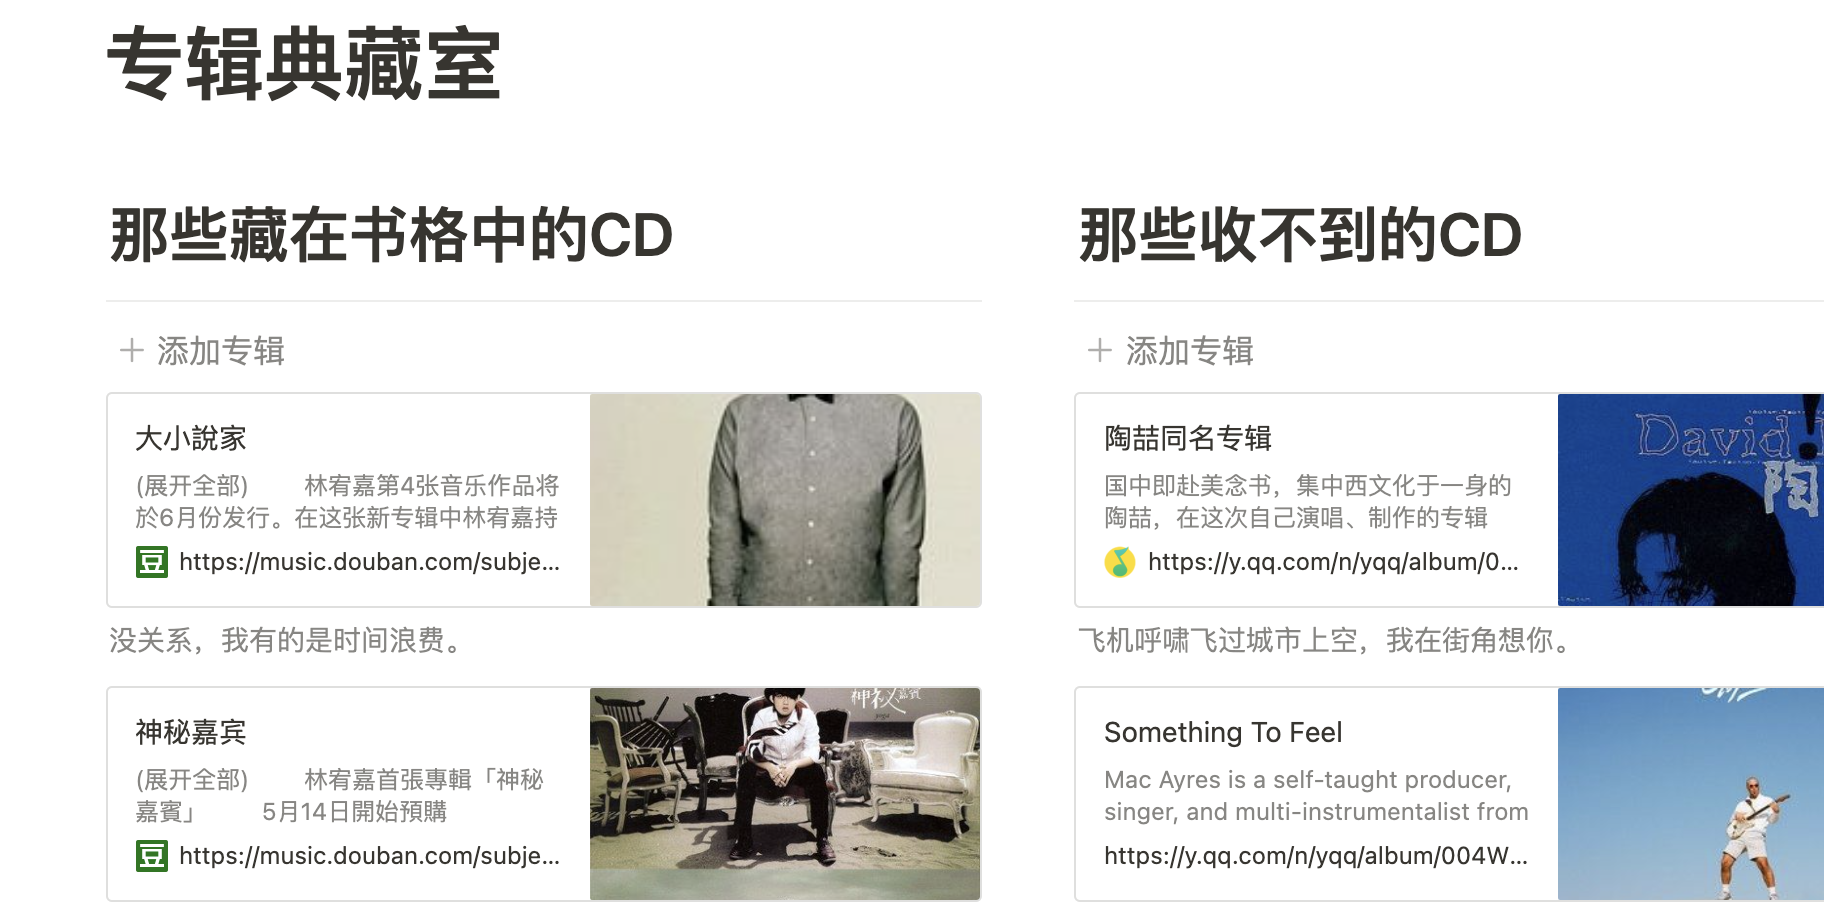 专辑典藏室
那些藏在书格中的CD
添加专辑
大小說家
(展开全部) 林宥嘉第4张音乐作品将
於6月份发行。在这张新专辑中林宥嘉持
豆 https://music.douban.com/subje...
没关系，我有的是时间浪费。
神秘嘉宾
(展开全部) 林宥嘉首張專輯「神秘
嘉賓」 5月14日開始預購
豆 https://music.douban.com/subje...
神秘嘉賓
那些收不到的CD
添加专辑
陶喆同名专辑
国中即赴美念书，集中西文化于一身的
陶喆，在这次自己演唱、制作的专辑
https://y.qq.com/n/yqq/album/0...
David
陶
飞机呼啸飞过城市上空，我在街角想你。
Something To Feel
Mac Ayres is a self-taught producer,
singer, and multi-instrumentalist from
https://y.qq.com/n/yqq/album/004W...